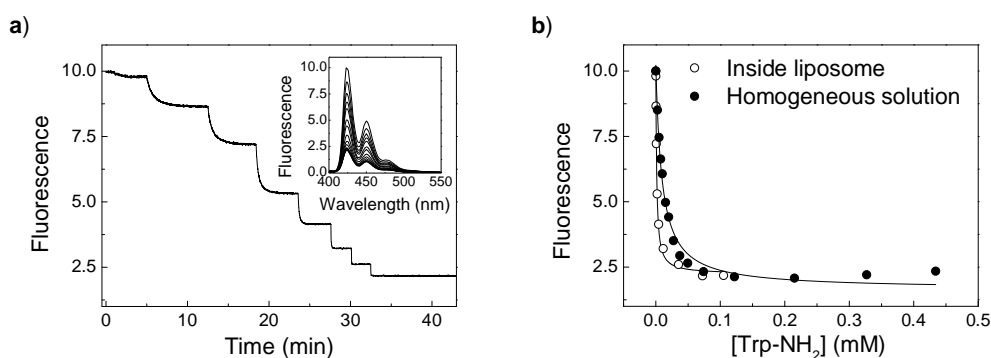 a)
10.0
7.5
5.0
2.5
Fluorescence
0 10 20 30 40
Time (min)
10.0
7.5
5.0
2.5
0.0
Fluorescence
400 450 500 550
Wavelength (nm)
b)
10.0
7.5
5.0
2.5
Fluorescence
Inside liposome
Homogeneous solution
0.0 0.1 0.2 0.3 0.4 0.5
[Trp-NH₂] (mM)